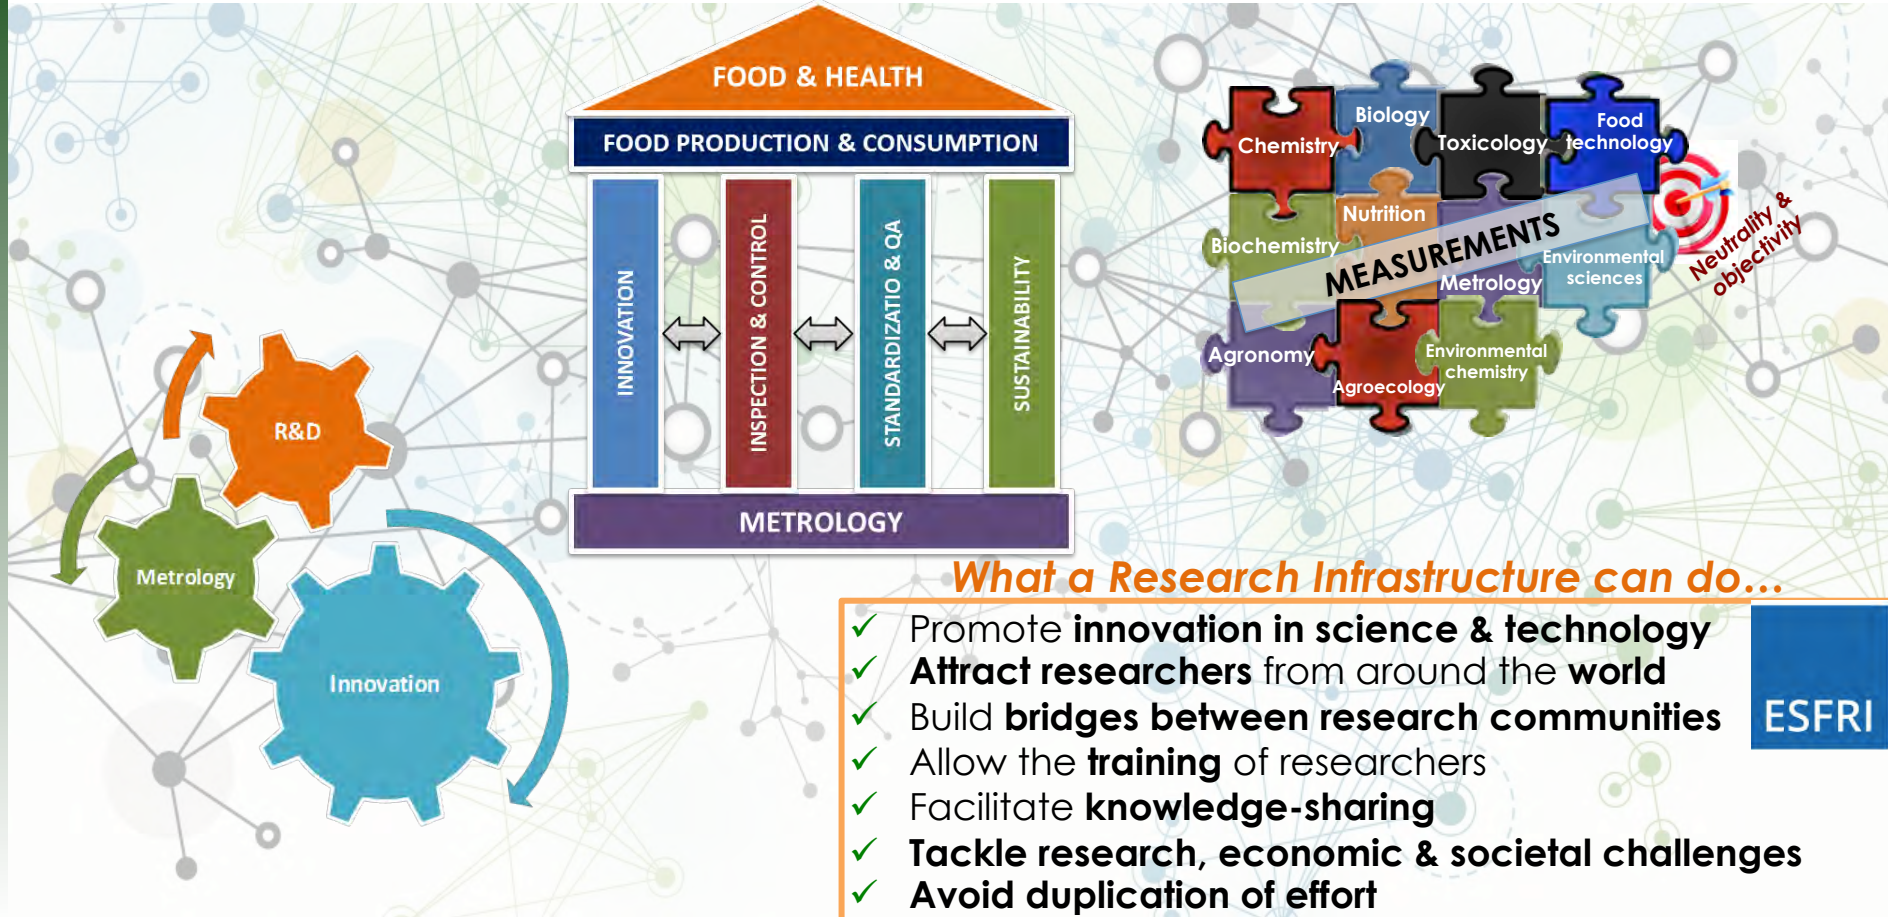 FOOD & HEALTH
FOOD PRODUCTION & CONSUMPTION
INNOVATION
INSPECTION & CONTROL
STANDARDIZATIO & QA
SUSTAINABILITY
METROLOGY
R&D
Metrology
Innovation
Chemistry
Biology
Toxicology
Food
technology
Biochemistry
Nutrition
MEASUREMENTS
Metrology
Environmental
sciences
Agronomy
Agroecology
Environmental
chemistry
Neutrality &
objectivity
What a Research Infrastructure can do...
✓ Promote innovation in science & technology
✓ Attract researchers from around the world
✓ Build bridges between research communities
✓ Allow the training of researchers
✓ Facilitate knowledge-sharing
✓ Tackle research, economic & societal challenges
✓ Avoid duplication of effort
ESFRI